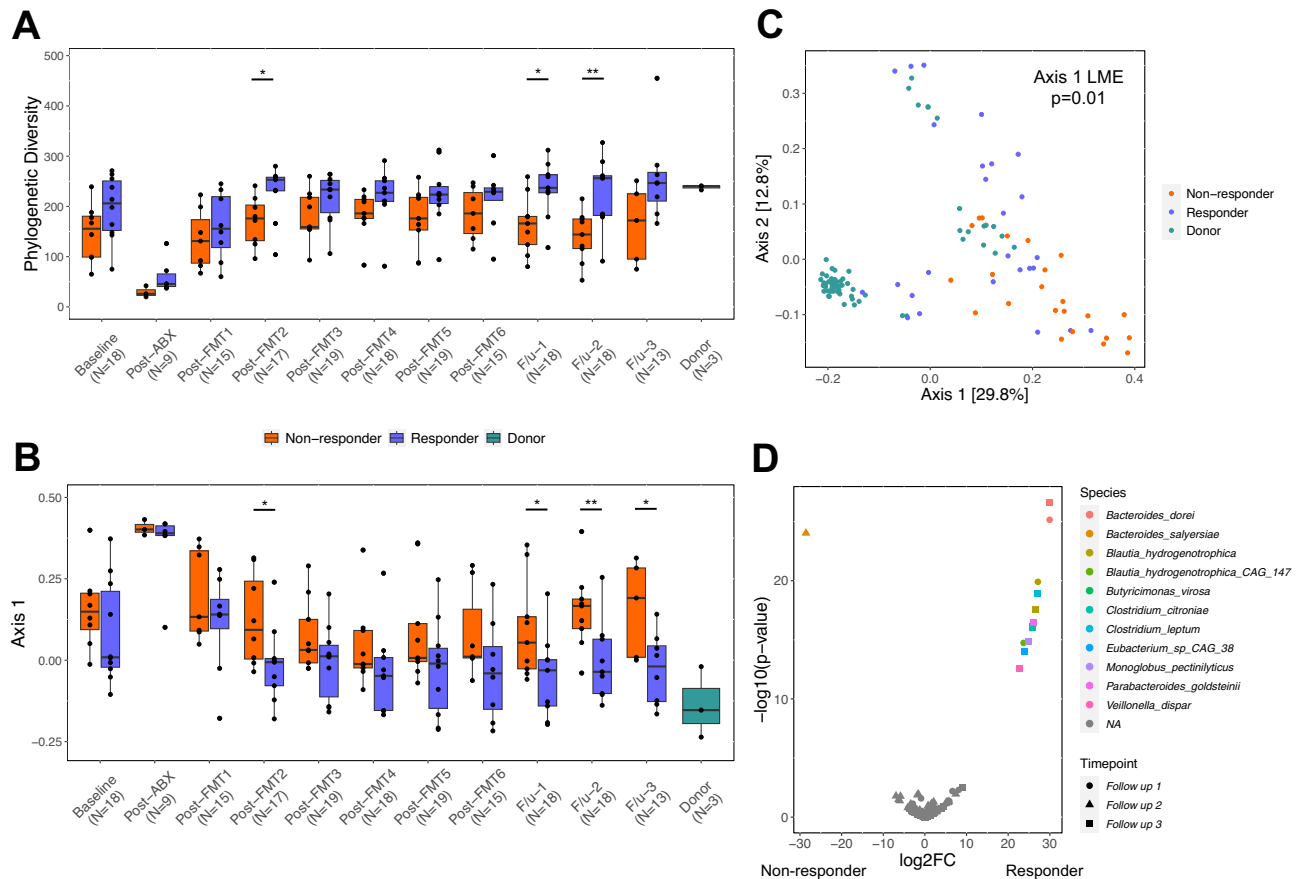 A
500
400
300
200
100
0
Phylogenetic Diversity
*
*
**
Baseline
(N=18)
Post−ABX
(N=9)
Post−FMT1
(N=15)
Post−FMT2
(N=17)
Post−FMT3
(N=19)
Post−FMT4
(N=18)
Post−FMT5
(N=19)
Post−FMT6
(N=15)
F/u−1
(N=18)
F/u−2
(N=18)
F/u−3
(N=13)
Donor
(N=3)
Non−responder
Responder
Donor
B
0.50
0.25
0.00
−0.25
Axis 1
*
*
**
*
Baseline
(N=18)
Post−ABX
(N=9)
Post−FMT1
(N=15)
Post−FMT2
(N=17)
Post−FMT3
(N=19)
Post−FMT4
(N=18)
Post−FMT5
(N=19)
Post−FMT6
(N=15)
F/u−1
(N=18)
F/u−2
(N=18)
F/u−3
(N=13)
Donor
(N=3)
C
Axis 1 LME
p=0.01
0.3
0.2
0.1
0.0
−0.1
Axis 2 [12.8%]
−0.2
0.0
0.2
0.4
Axis 1 [29.8%]
Non−responder
Responder
Donor
D
20
10
0
−log10(p−value)
−30
−20
−10
0
10
20
30
log2FC
Non−responder
Responder
Species
Bacteroides_dorei
Bacteroides_salyersiae
Blautia_hydrogenotrophica
Blautia_hydrogenotrophica_CAG_147
Butyricimonas_virosa
Clostridium_citroniae
Clostridium_leptum
Eubacterium_sp_CAG_38
Monoglobus_pectinilyticus
Parabacteroides_goldsteinii
Veillonella_dispar
NA
Timepoint
Follow up 1
Follow up 2
Follow up 3